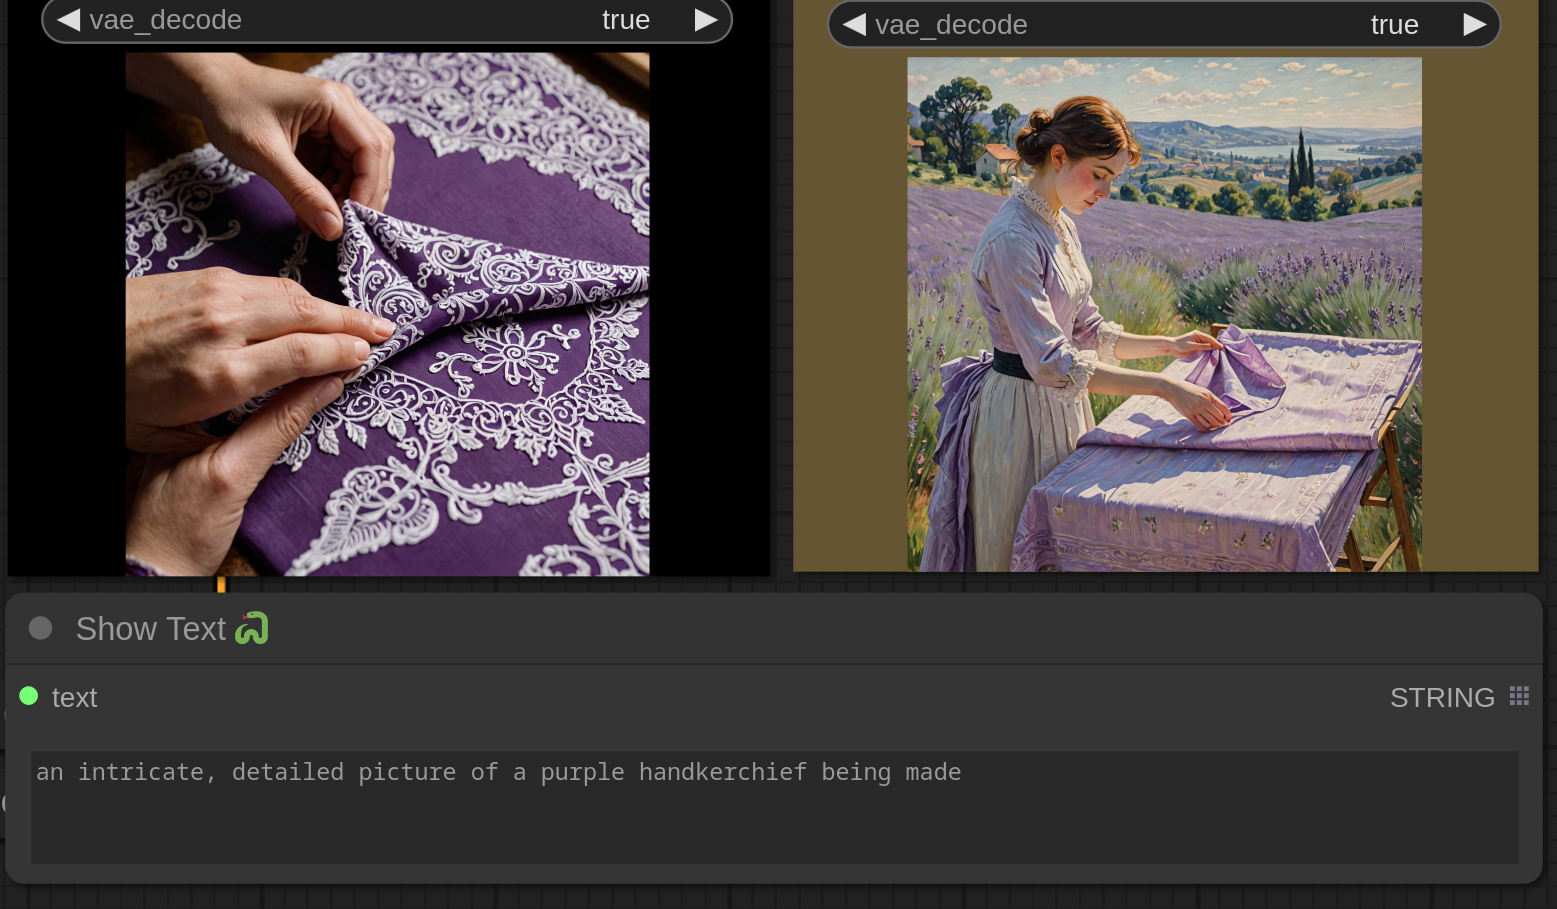 vae_decode true
vae_decode true
Show Text
text
STRING
an intricate, detailed picture of a purple handkerchief being made